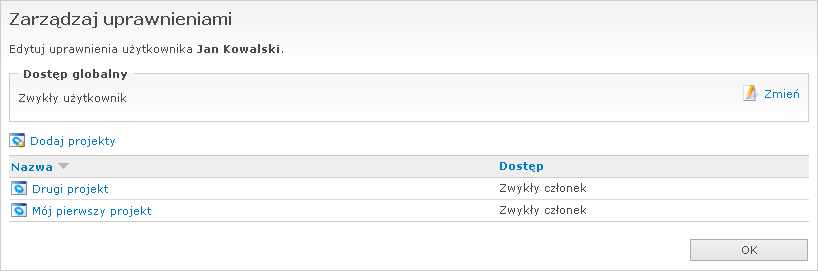 Zarządzaj uprawnieniami
Edytuj uprawnienia użytkownika Jan Kowalski.
Dostęp globalny
Zwykły użytkownik
Zmień
Dodaj projekty
Nazwa Dostęp
Drugi projekt Zwykły członek
Mój pierwszy projekt Zwykły członek
OK